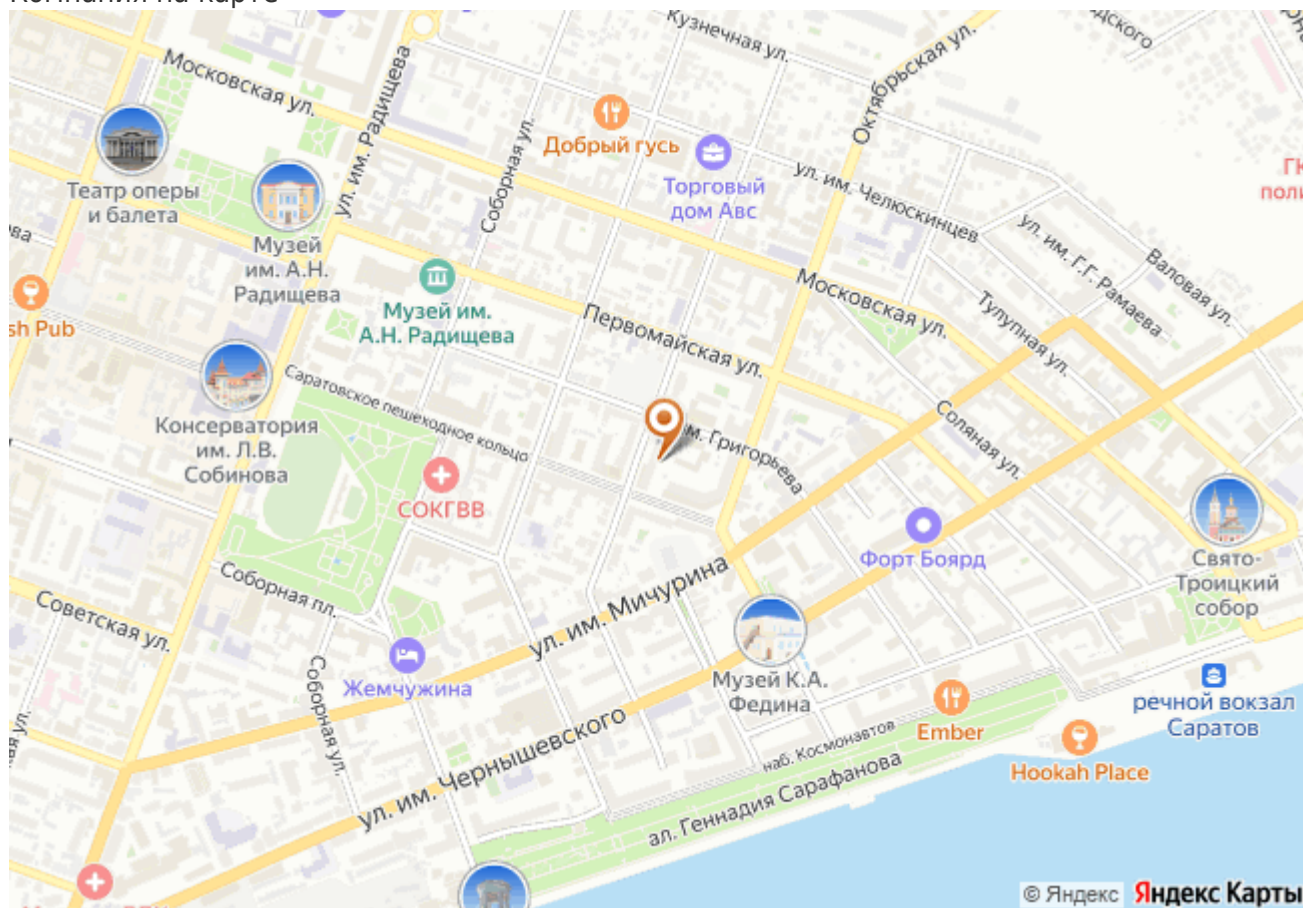 Компания на карте
Кузнечная ул.
Московская ул.
ул. им. Радищева
Октябрьская ул.
Добрый гусь
Соборная ул.
Торговый
дом Авс
ул. им. Челюскинцев
Театр оперы
и балета
Музей
им. А.Н.
Радищева
ул. им. Г.Г. Рамаева
Валовая ул.
Музей им.
А.Н. Радищева
Московская ул.
Тулупная ул.
sh Pub
Первомайская ул.
Саратовское пешеходное кольцо
Консерватория
им. Л.В.
Собинова
Соляная ул.
Григорьева
СОКГВВ
Форт Боярд
Свято-
Троицкий
собор
Соборная пл.
Советская ул.
ул. им. Мичурина
Жемчужина
Соборная ул.
Музей К.А.
Федина
речной вокзал
Саратов
Ember
ул. им. Чернышевского
наб. Космонавтов
Hookah Place
ал. Геннадия Сарафанова
© Яндекс Яндекс Карты